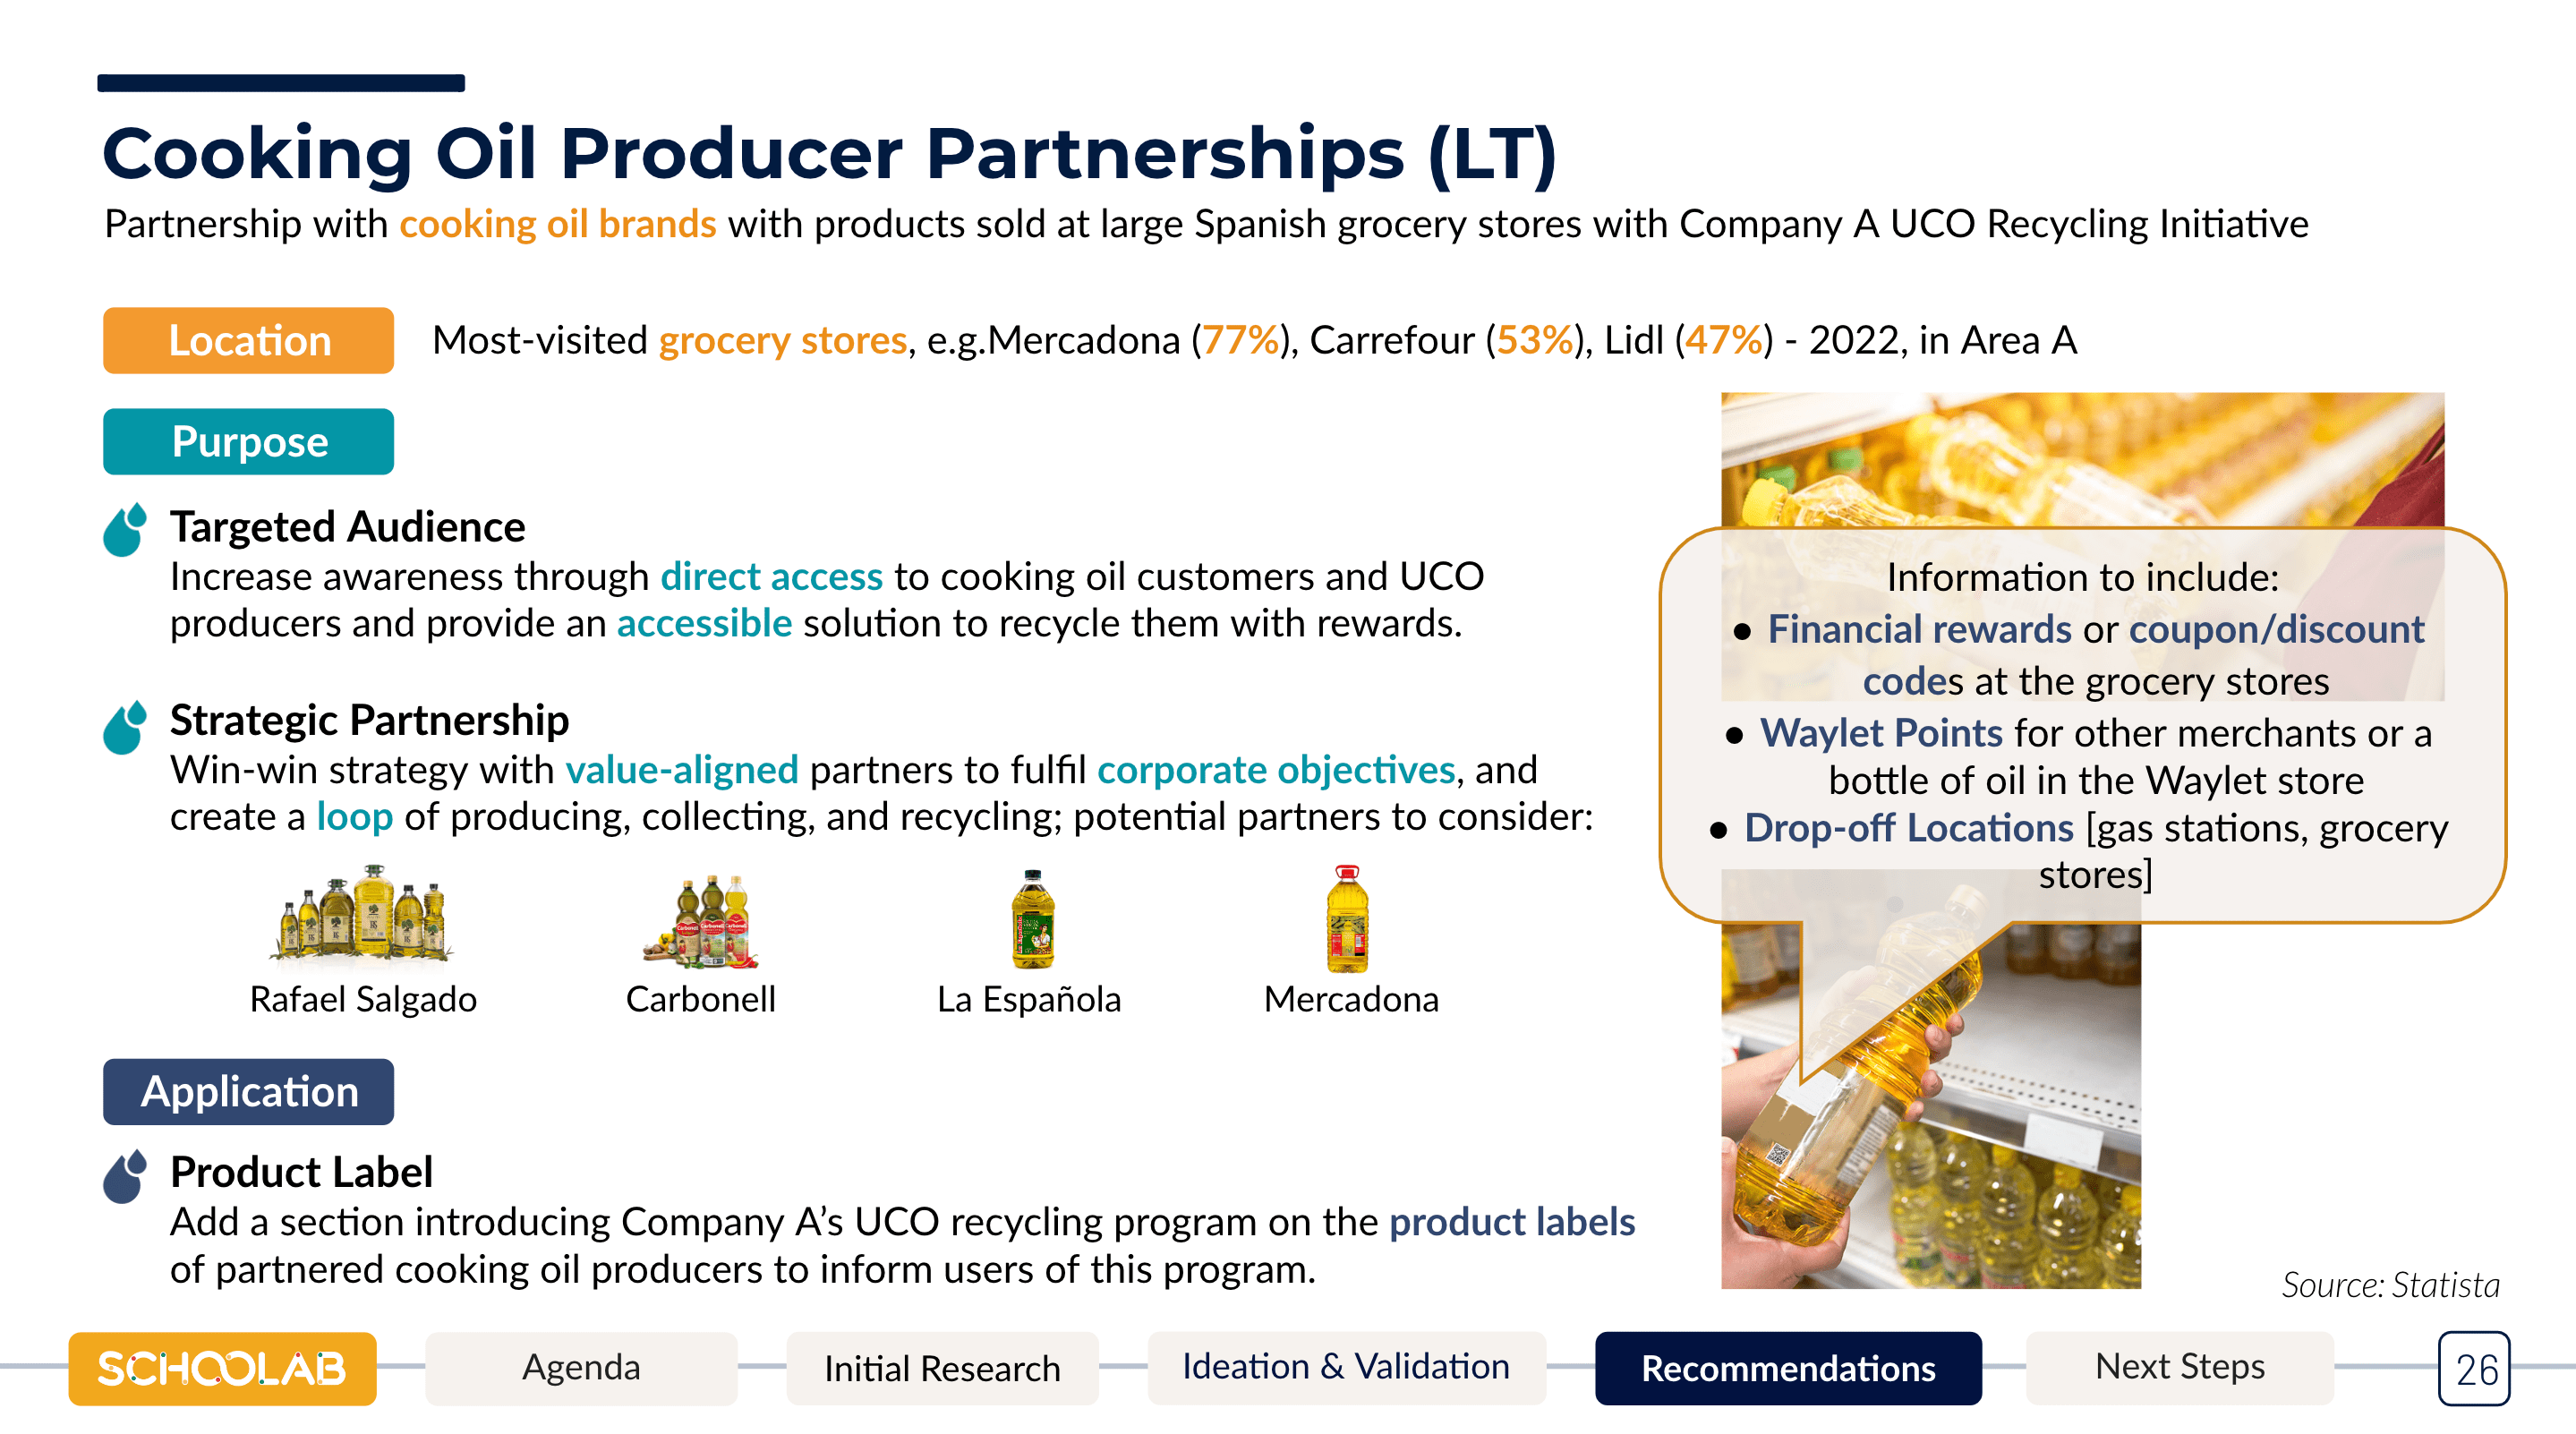 Cooking Oil Producer Partnerships (LT)
Partnership with cooking oil brands with products sold at large Spanish grocery stores with Company A UCO Recycling Initiative
Location
Most-visited grocery stores, e.g.Mercadona (77%), Carrefour (53%), Lidl (47%) - 2022, in Area A
Purpose
Targeted Audience
Increase awareness through direct access to cooking oil customers and UCO
producers and provide an accessible solution to recycle them with rewards.
Strategic Partnership
Win-win strategy with value-aligned partners to fulfil corporate objectives, and
create a loop of producing, collecting, and recycling; potential partners to consider:
Rafael Salgado
Carbonell
La Española
Mercadona
Application
Product Label
Add a section introducing Company A’s UCO recycling program on the product labels
of partnered cooking oil producers to inform users of this program.
Information to include:
● Financial rewards or coupon/discount
codes at the grocery stores
● Waylet Points for other merchants or a
bottle of oil in the Waylet store
● Drop-off Locations [gas stations, grocery
stores]
Source: Statista
SCHOOLAB
Agenda
Initial Research
Ideation & Validation
Recommendations
Next Steps
26